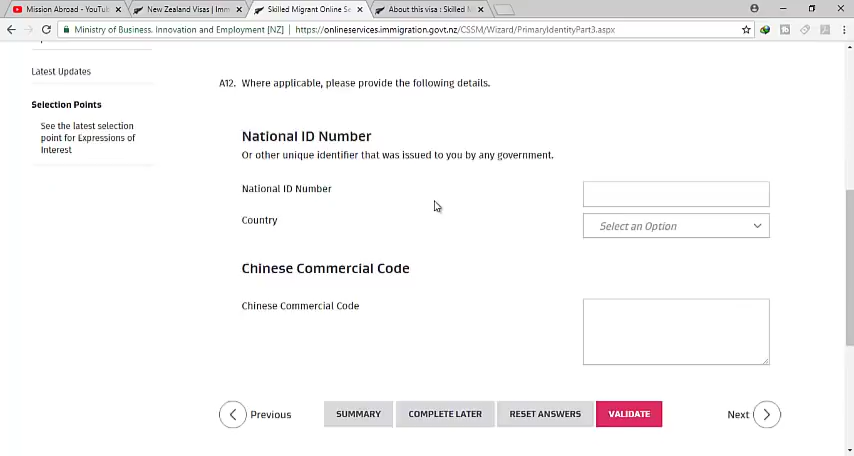 Mission Abroad - YouTub
New Zealand Visas | Imm
Skilled Migrant Online Se
About this visa : Skilled M
Ministry of Business, Innovation and Employment [NZ]
https://onlineservices.immigration.govt.nz/CSSM/Wizard/PrimaryIdentityPart3.aspx
Latest Updates
Selection Points
See the latest selection
point for Expressions of
Interest
A12. Where applicable, please provide the following details.
National ID Number
Or other unique identifier that was issued to you by any government.
National ID Number
Country
Select an Option
Chinese Commercial Code
Chinese Commercial Code
Previous
SUMMARY
COMPLETE LATER
RESET ANSWERS
VALIDATE
Next